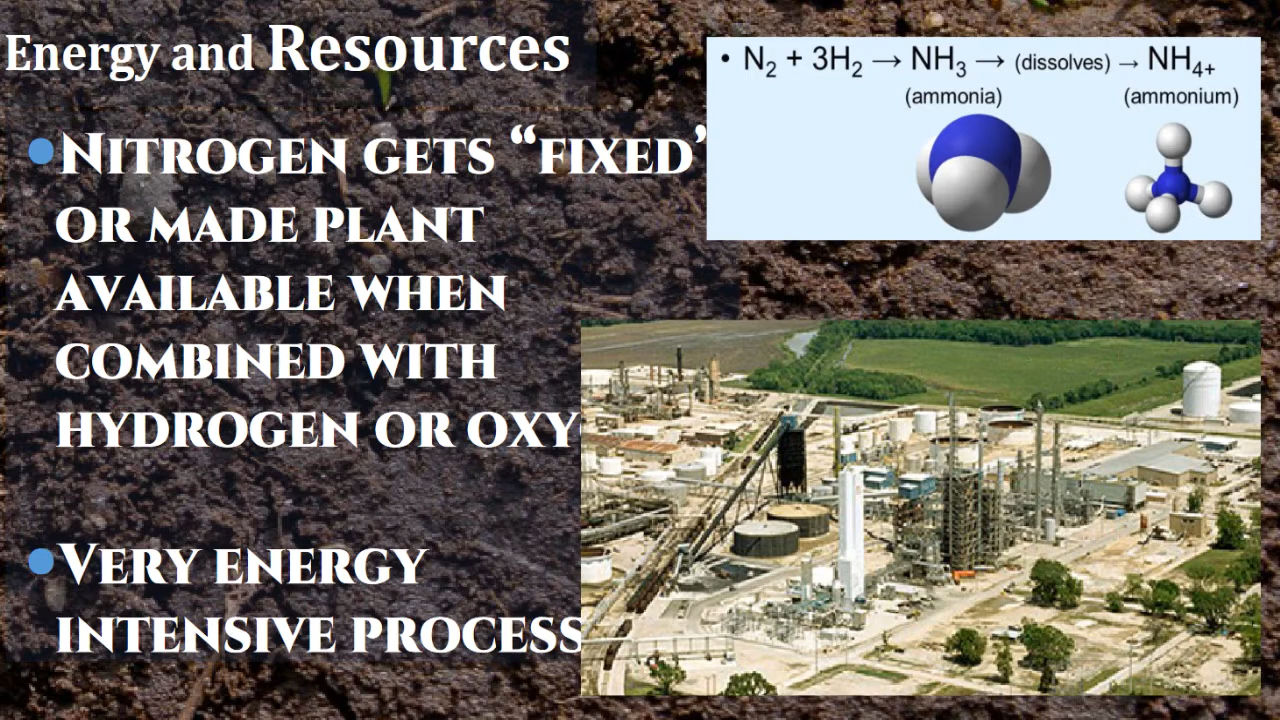 Energy and Resources
• NITROGEN GETS “FIXED’
OR MADE PLANT
AVAILABLE WHEN
COMBINED WITH
HYDROGEN OR OXY
• VERY ENERGY
INTENSIVE PROCESS
• N₂ + 3H₂ → NH₃ → (dissolves) → NH₄₊
(ammonia) (ammonium)